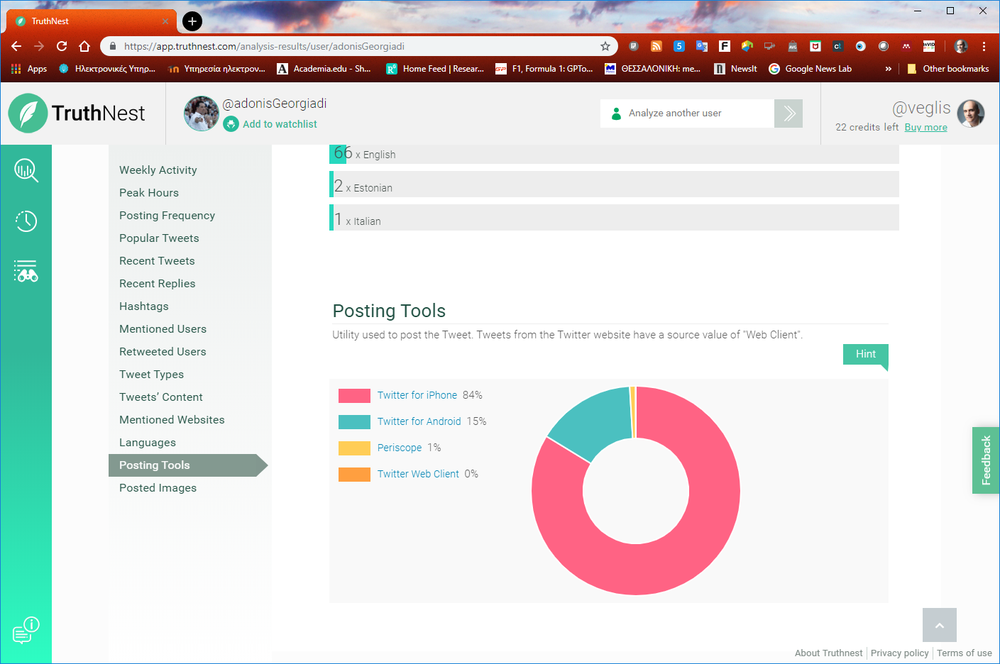 TruthNest
https://app.truthnest.com/analysis-results/user/adonisGeorgiadi
Apps
Ηλεκτρονικές Υπηρ...
Υπηρεσία ηλεκτρον...
Academia.edu - Sh...
Home Feed | Resear...
F1, Formula 1: GPTo...
ΘΕΣΣΑΛΟΝΙΚΗ: me...
NewsIt
Google News Lab
»
Other bookmarks
TruthNest
@adonisGeorgiadi
Add to watchlist
Analyze another user
@veglis
22 credits left Buy more
Weekly Activity
Peak Hours
Posting Frequency
Popular Tweets
Recent Tweets
Recent Replies
Hashtags
Mentioned Users
Retweeted Users
Tweet Types
Tweets’ Content
Mentioned Websites
Languages
Posting Tools
Posted Images
66 x English
2 x Estonian
1 x Italian
Posting Tools
Utility used to post the Tweet. Tweets from the Twitter website have a source value of "Web Client".
Hint
Twitter for iPhone 84%
Twitter for Android 15%
Periscope 1%
Twitter Web Client 0%
Feedback
About Truthnest | Privacy policy | Terms of use